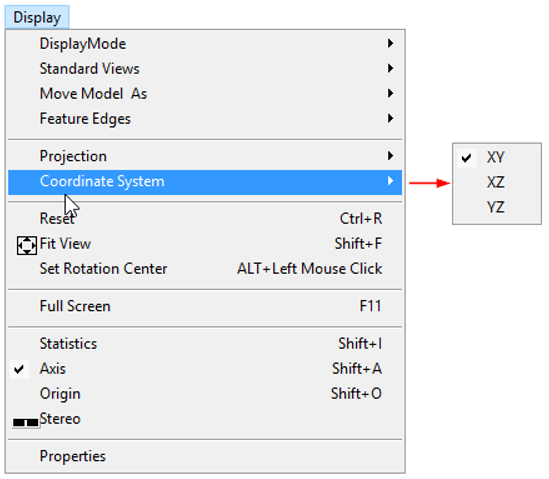 Display
DisplayMode
Standard Views
Move Model  As
Feature Edges
Projection
Coordinate System
XY
XZ
YZ
Reset Ctrl+R
Fit View Shift+F
Set Rotation Center ALT+Left Mouse Click
Full Screen F11
Statistics Shift+I
Axis Shift+A
Origin Shift+O
Stereo
Properties